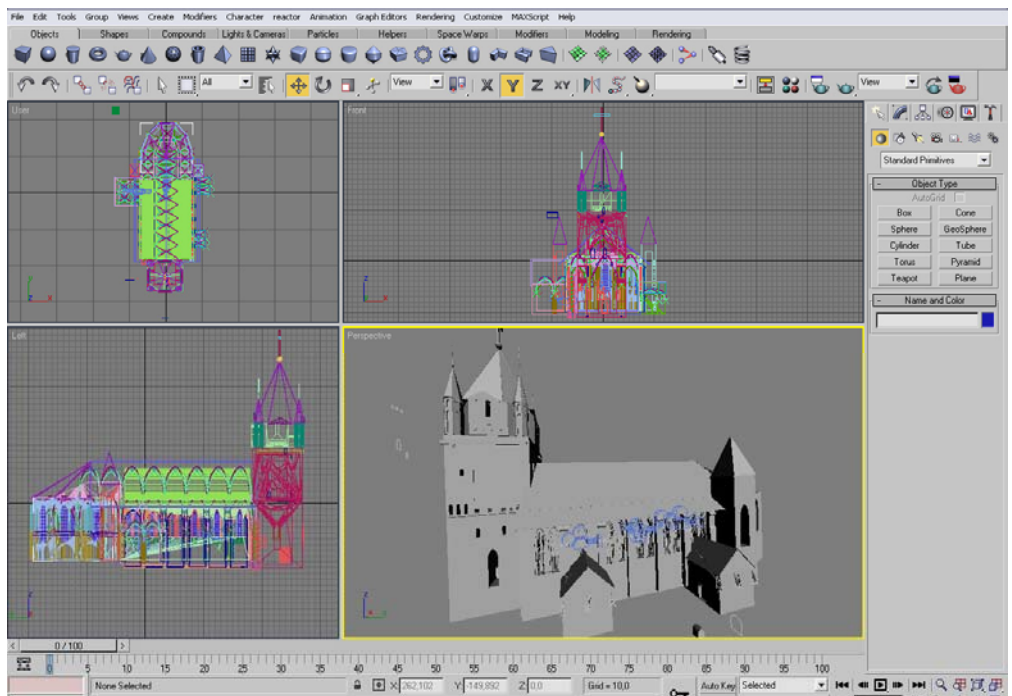 File Edit Tools Group Views Create Modifiers Character reactor Animation Graph Editors Rendering Customize MAXScript Help
Objects Shapes Compounds Lights & Cameras Particles Helpers Space Warps Modifiers Modeling Rendering
All View X Y Z XY View
User Front
Standard Primitives
- Object Type
AutoGrid
Box Cone
Sphere GeoSphere
Cylinder Tube
Torus Pyramid
Teapot Plane
- Name and Color
Left Perspective
< 0 / 100 >
0 5 10 15 20 25 30 35 40 45 50 55 60 65 70 75 80 85 90 95 100
None Selected X: 262,102 Y: -149,892 Z: 0,0 Grid = 10,0 Auto Key Selected